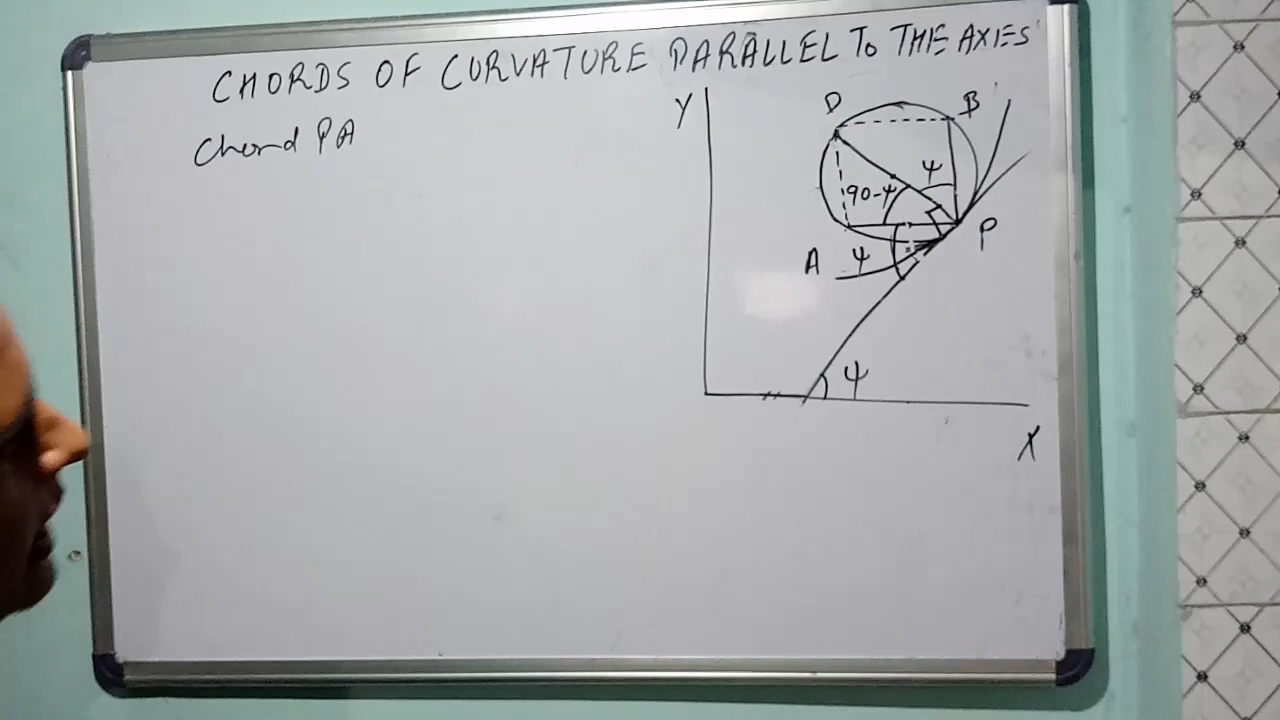 CHORDS OF CURVATURE PARALLEL TO THE AXIES
Chord PA
Y
D
B
ψ
90-ψ
P
A
ψ
ψ
X